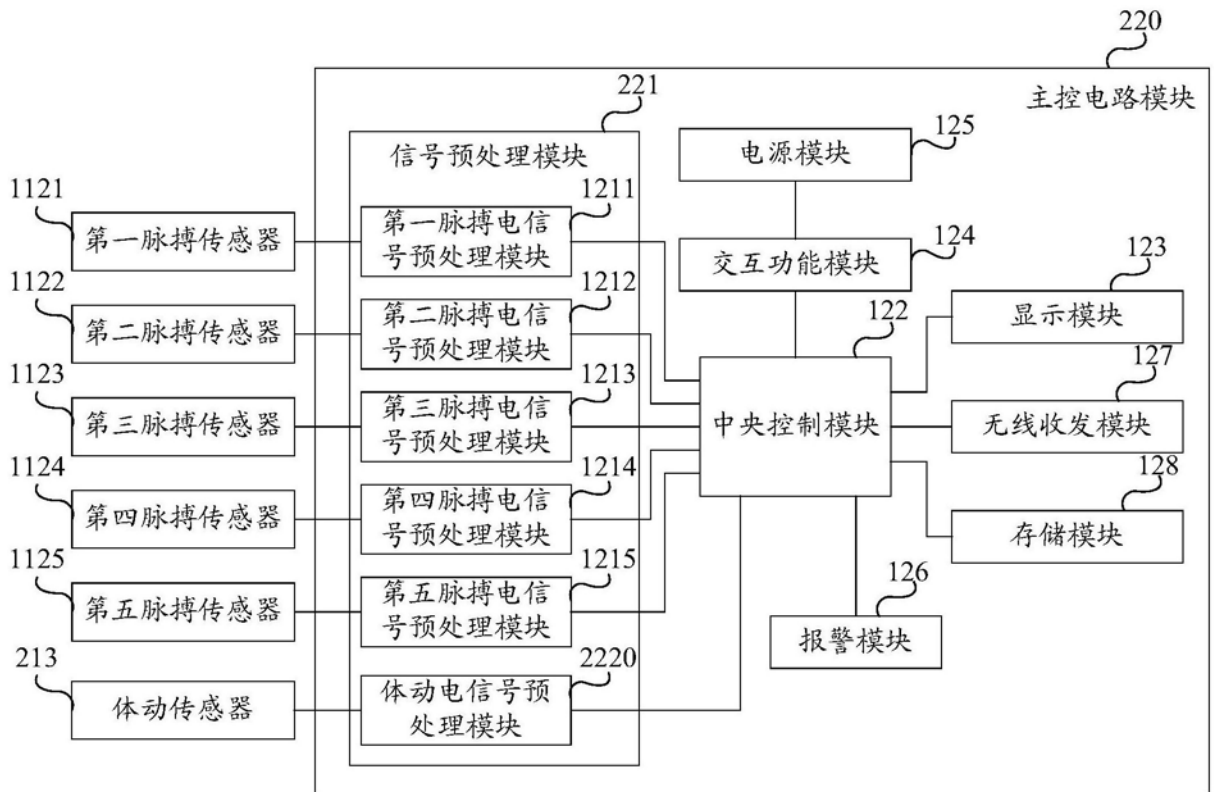 220
主控电路模块
221
信号预处理模块
125
电源模块
1121
第一脉搏传感器
1211
第一脉搏电信
号预处理模块
124
交互功能模块
123
显示模块
1122
第二脉搏传感器
1212
第二脉搏电信
号预处理模块
122
中央控制模块
127
无线收发模块
1123
第三脉搏传感器
1213
第三脉搏电信
号预处理模块
128
存储模块
1124
第四脉搏传感器
1214
第四脉搏电信
号预处理模块
1125
第五脉搏传感器
1215
第五脉搏电信
号预处理模块
126
报警模块
213
体动传感器
2220
体动电信号预
处理模块